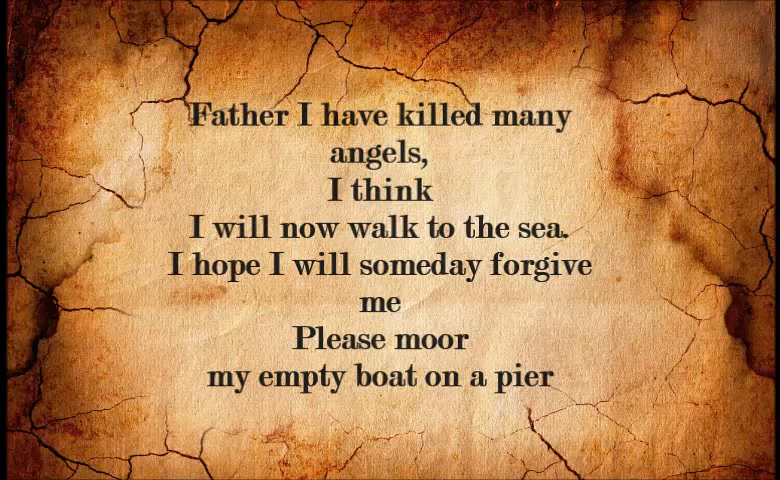 Father I have killed many
angels,
I think
I will now walk to the sea.
I hope I will someday forgive
me
Please moor
my empty boat on a pier